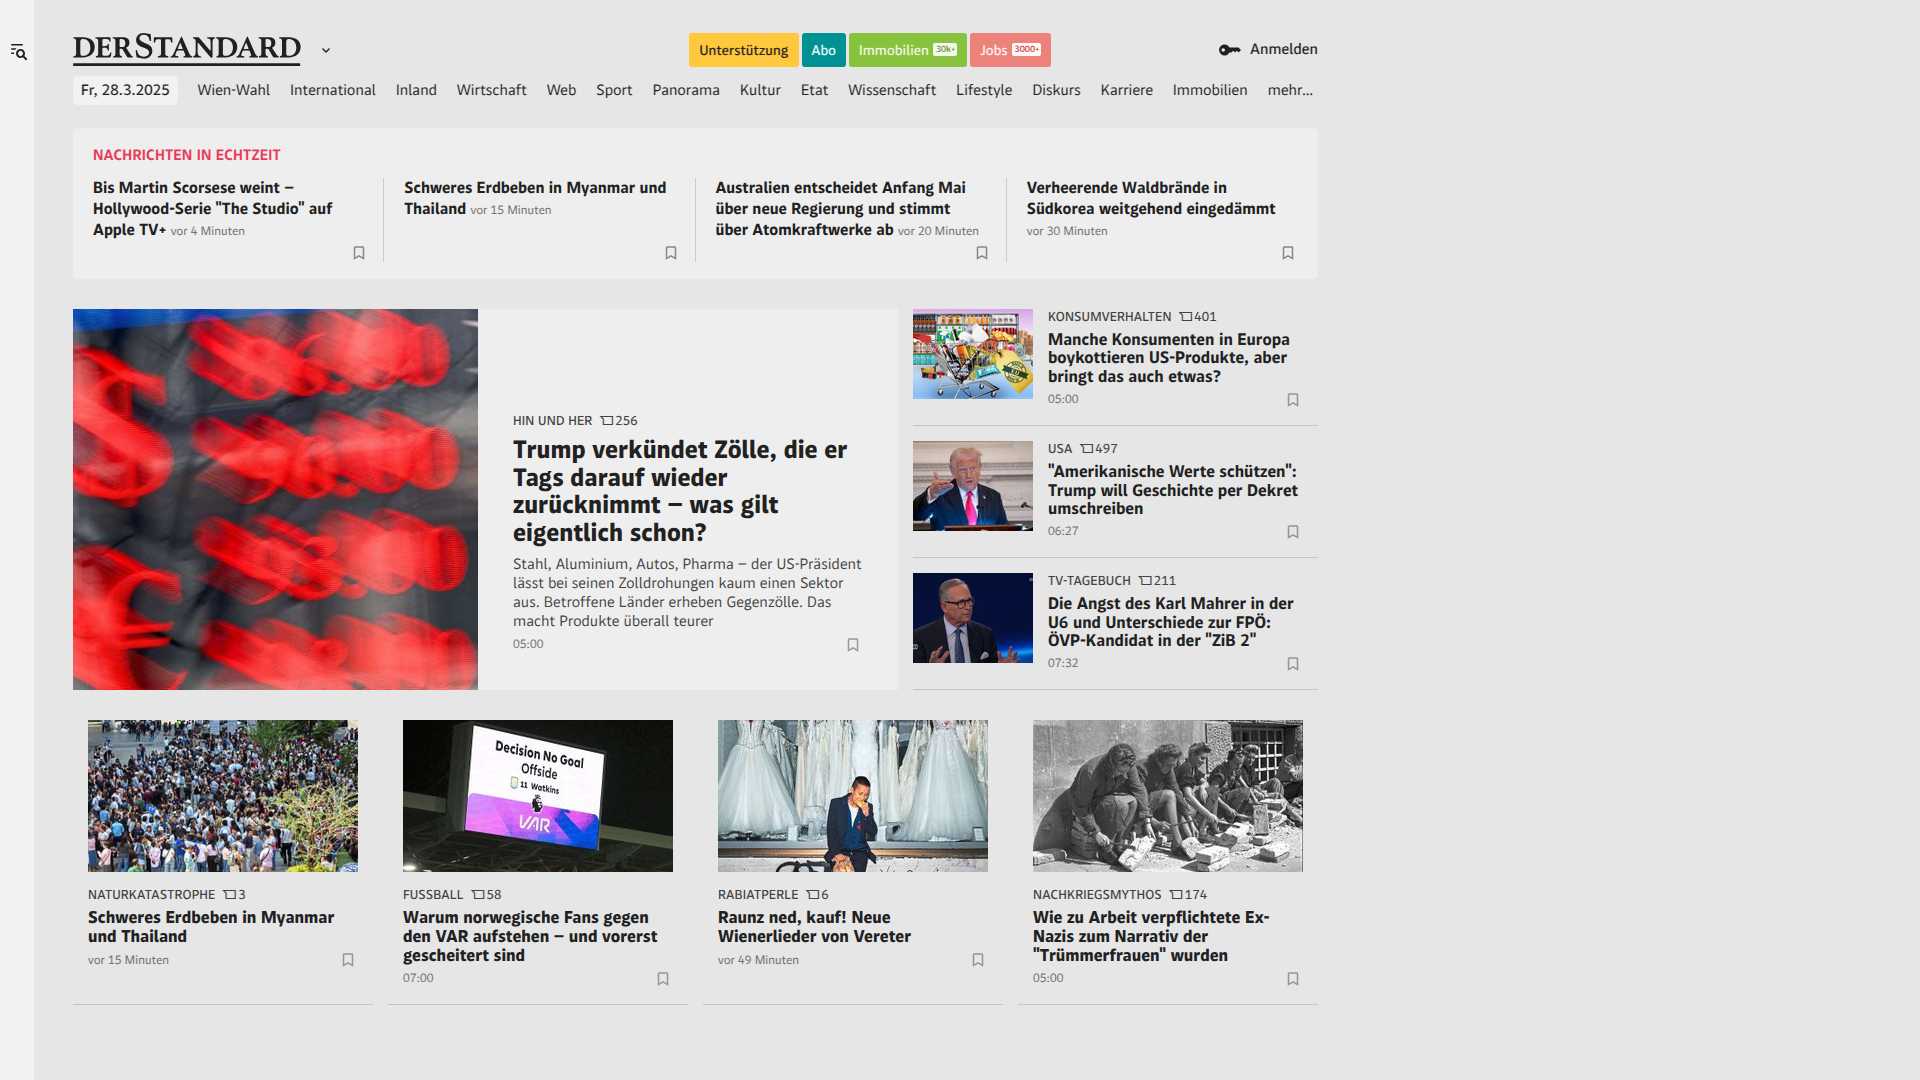 DERSTANDARD
Unterstützung
Abo
Immobilien 30k+
Jobs 3000+
Anmelden
Fr, 28.3.2025
Wien-Wahl
International
Inland
Wirtschaft
Web
Sport
Panorama
Kultur
Etat
Wissenschaft
Lifestyle
Diskurs
Karriere
Immobilien
mehr...
NACHRICHTEN IN ECHTZEIT
Bis Martin Scorsese weint –
Hollywood-Serie "The Studio" auf
Apple TV+ vor 4 Minuten
Schweres Erdbeben in Myanmar und
Thailand vor 15 Minuten
Australien entscheidet Anfang Mai
über neue Regierung und stimmt
über Atomkraftwerke ab vor 20 Minuten
Verheerende Waldbrände in
Südkorea weitgehend eingedämmt
vor 30 Minuten
HIN UND HER 256
Trump verkündet Zölle, die er
Tags darauf wieder
zurücknimmt – was gilt
eigentlich schon?
Stahl, Aluminium, Autos, Pharma – der US-Präsident
lässt bei seinen Zolldrohungen kaum einen Sektor
aus. Betroffene Länder erheben Gegenzölle. Das
macht Produkte überall teurer
05:00
KONSUMVERHALTEN 401
Manche Konsumenten in Europa
boykottieren US-Produkte, aber
bringt das auch etwas?
05:00
USA 497
"Amerikanische Werte schützen":
Trump will Geschichte per Dekret
umschreiben
06:27
TV-TAGEBUCH 211
Die Angst des Karl Mahrer in der
U6 und Unterschiede zur FPÖ:
ÖVP-Kandidat in der "ZiB 2"
07:32
NATURKATASTROPHE 3
Schweres Erdbeben in Myanmar
und Thailand
vor 15 Minuten
Decision No Goal
Offside
11 Watkins
VAR
FUSSBALL 58
Warum norwegische Fans gegen
den VAR aufstehen – und vorerst
gescheitert sind
07:00
RABIATPERLE 6
Raunz ned, kauf! Neue
Wienerlieder von Vereter
vor 49 Minuten
NACHKRIEGSMYTHOS 174
Wie zu Arbeit verpflichtete Ex-
Nazis zum Narrativ der
"Trümmerfrauen" wurden
05:00